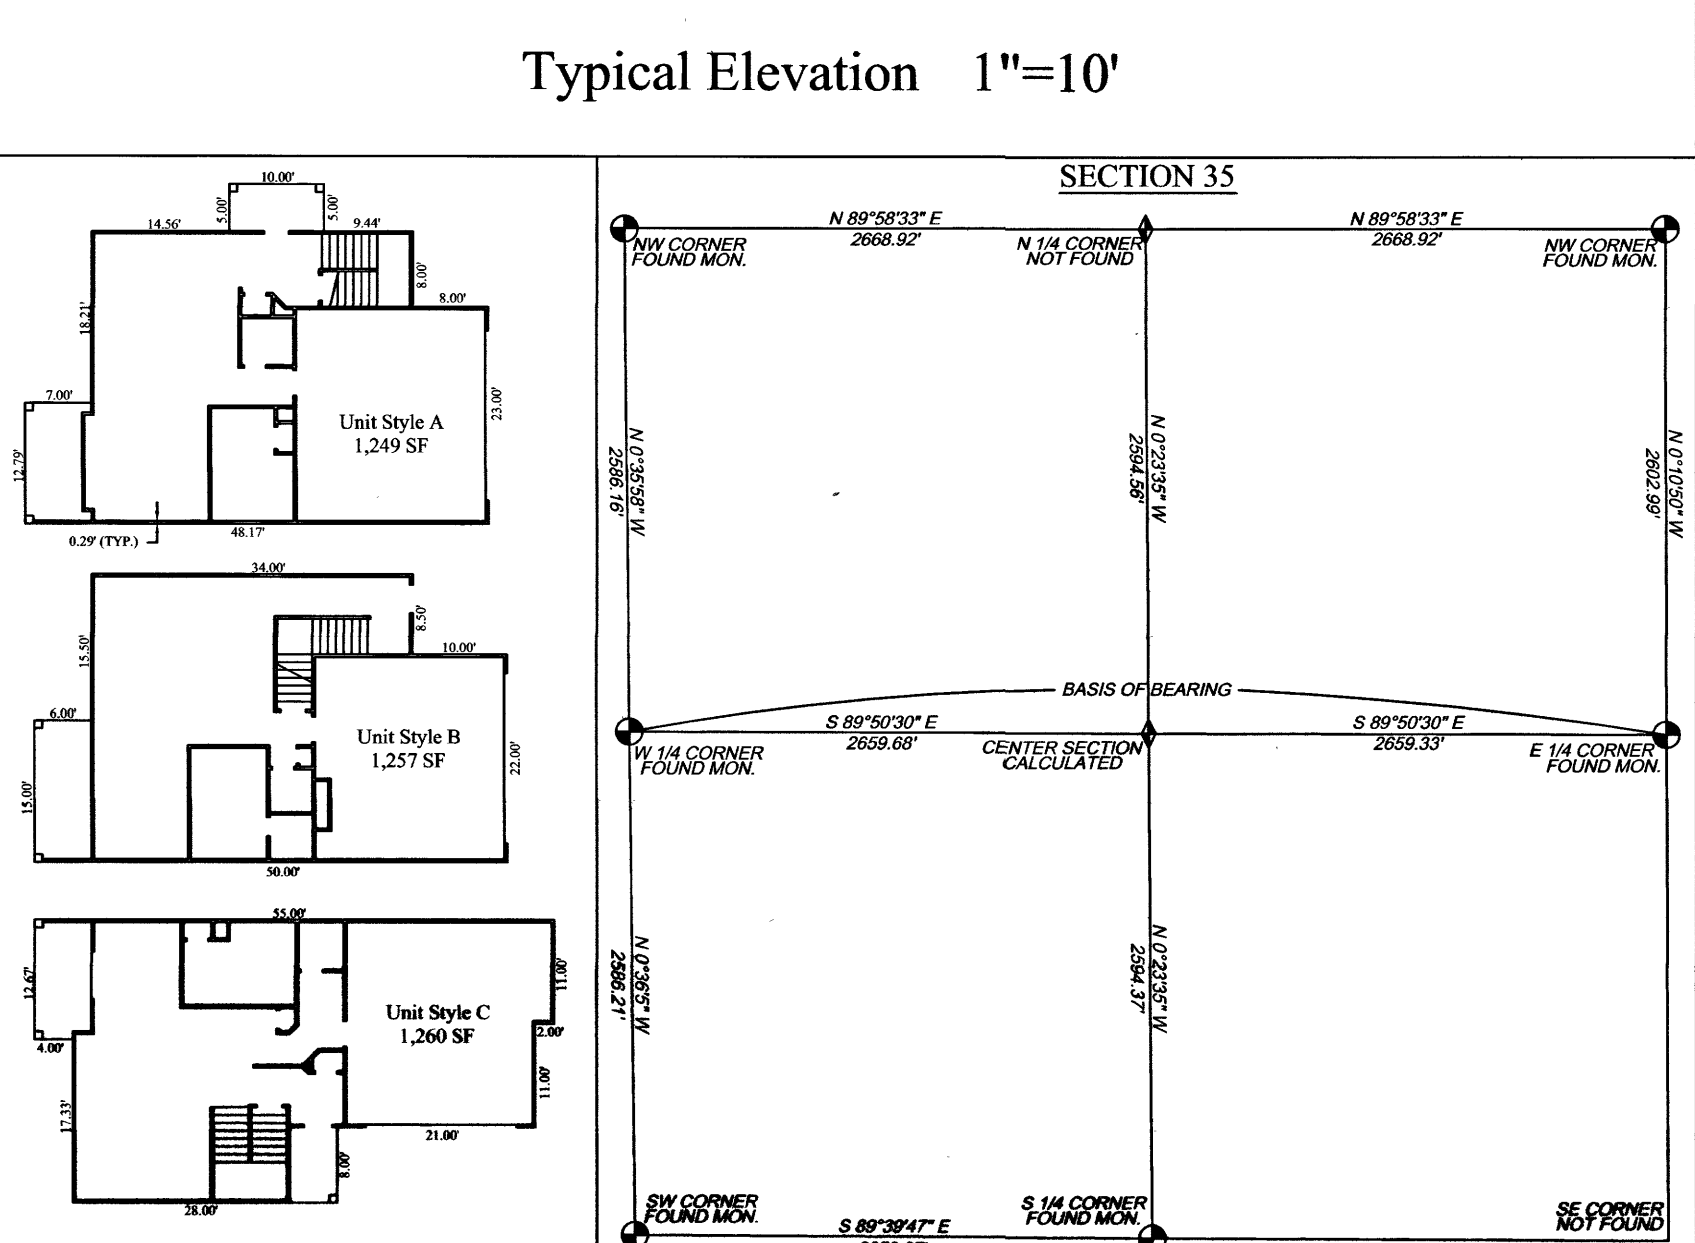 Typical Elevation 1"=10'
10.00'
5.00'
5.00'
14.56'
9.44'
8.00'
8.00'
18.21'
7.00'
23.00'
Unit Style A
1,249 SF
12.79'
48.17'
0.29' (TYP.)
34.00'
8.50'
15.50'
10.00'
6.00'
Unit Style B
1,257 SF
22.00'
15.00'
50.00'
55.00'
12.67'
11.00'
Unit Style C
1,260 SF
2.00'
4.00'
11.00'
17.33'
21.00'
8.00'
28.00'
SECTION 35
N 89°58'33" E
2668.92'
N 89°58'33" E
2668.92'
NW CORNER
FOUND MON.
N 1/4 CORNER
NOT FOUND
NW CORNER
FOUND MON.
N 0°35'58" W
2586.16'
N 0°23'35" W
2594.56'
N 0°10'50" W
2602.99'
BASIS OF BEARING
S 89°50'30" E
2659.68'
S 89°50'30" E
2659.33'
W 1/4 CORNER
FOUND MON.
CENTER SECTION
CALCULATED
E 1/4 CORNER
FOUND MON.
N 0°36'5" W
2586.21'
N 0°23'35" W
2594.37'
SW CORNER
FOUND MON.
S 1/4 CORNER
FOUND MON.
SE CORNER
NOT FOUND
S 89°39'47" E